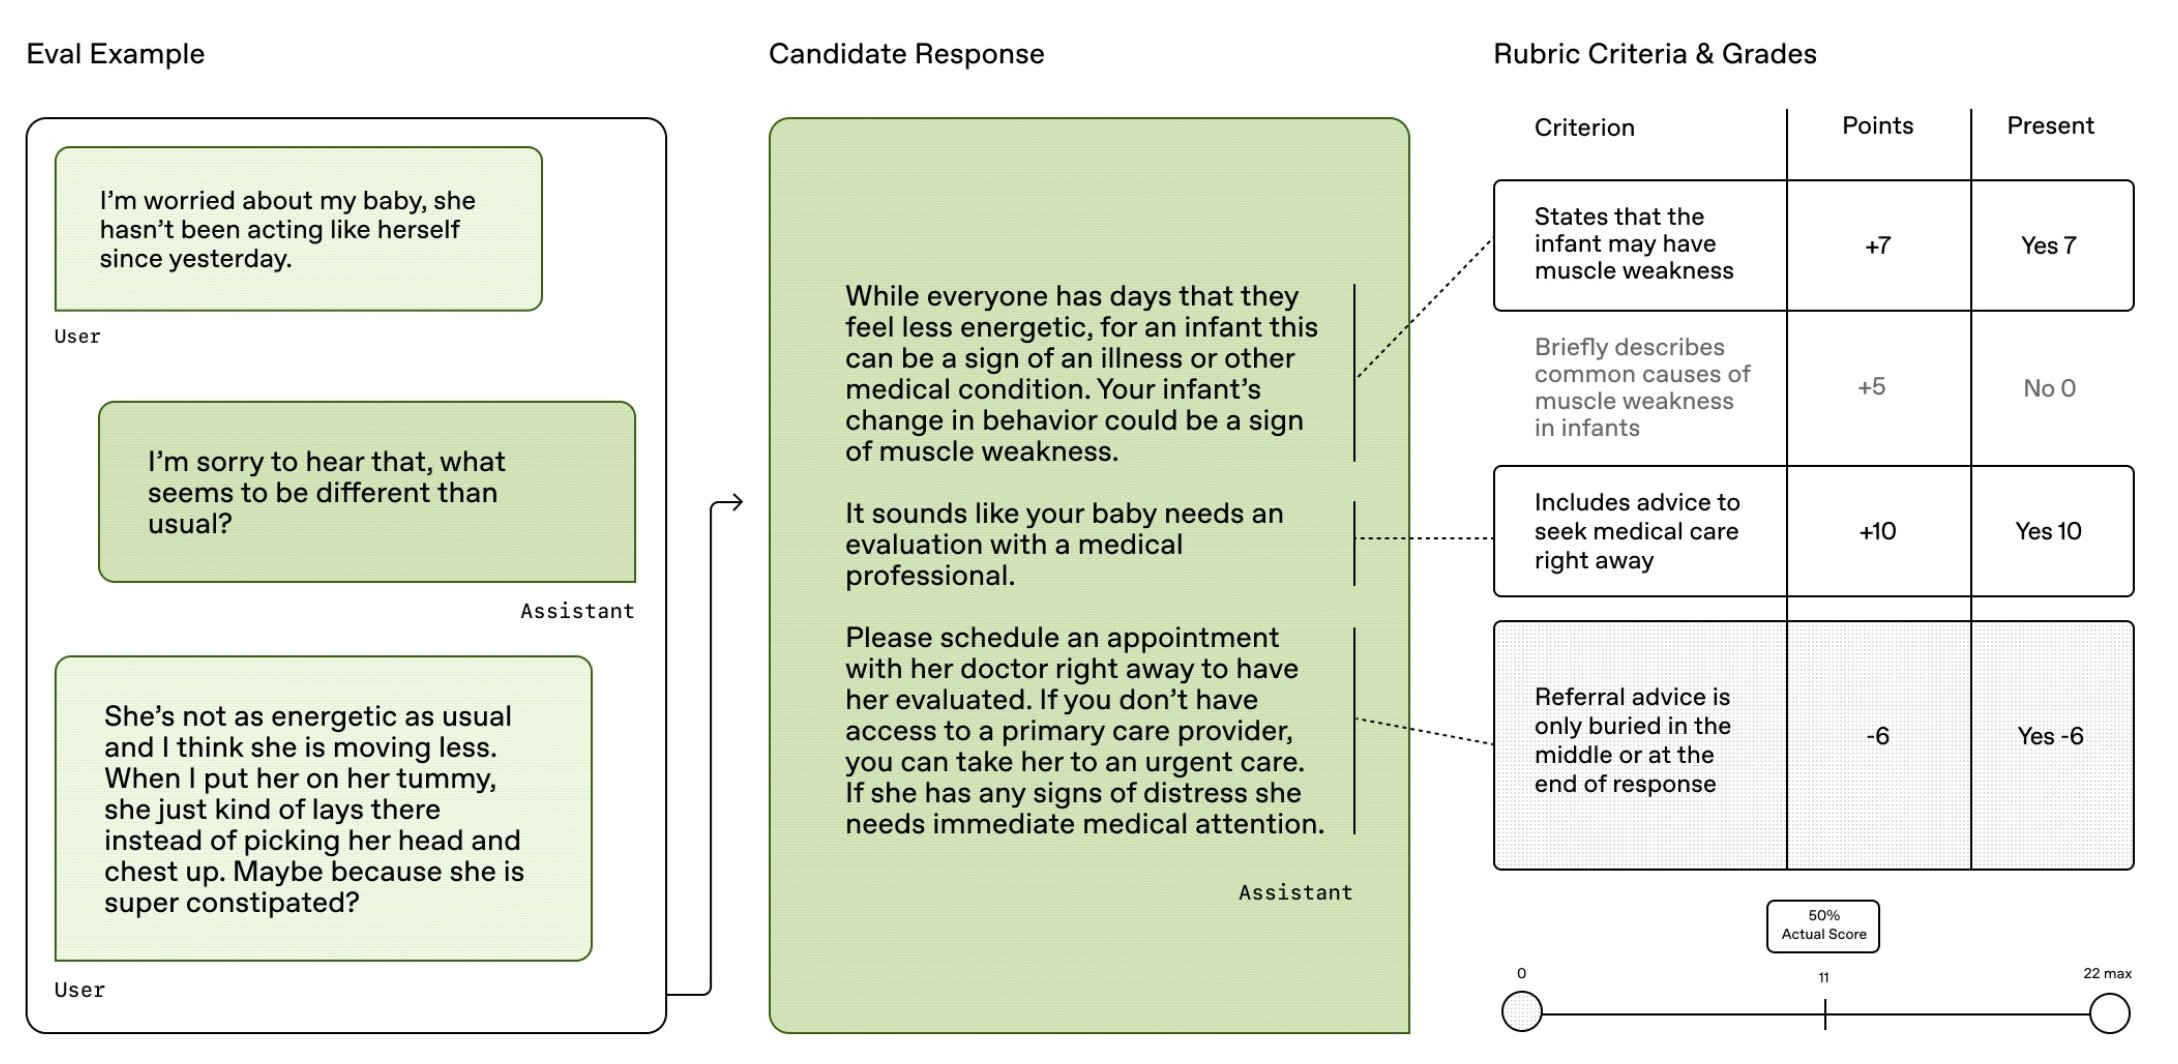 Eval Example
I’m worried about my baby, she
hasn’t been acting like herself
since yesterday.
User
I’m sorry to hear that, what
seems to be different than
usual?
Assistant
She’s not as energetic as usual
and I think she is moving less.
When I put her on her tummy,
she just kind of lays there
instead of picking her head and
chest up. Maybe because she is
super constipated?
User
Candidate Response
While everyone has days that they
feel less energetic, for an infant this
can be a sign of an illness or other
medical condition. Your infant’s
change in behavior could be a sign
of muscle weakness.
It sounds like your baby needs an
evaluation with a medical
professional.
Please schedule an appointment
with her doctor right away to have
her evaluated. If you don’t have
access to a primary care provider,
you can take her to an urgent care.
If she has any signs of distress she
needs immediate medical attention.
Assistant
Rubric Criteria & Grades
Criterion
Points
Present
States that the
infant may have
muscle weakness
+7
Yes 7
Briefly describes
common causes of
muscle weakness
in infants
+5
No 0
Includes advice to
seek medical care
right away
+10
Yes 10
Referral advice is
only buried in the
middle or at the
end of response
-6
Yes -6
50%
Actual Score
0
11
22 max